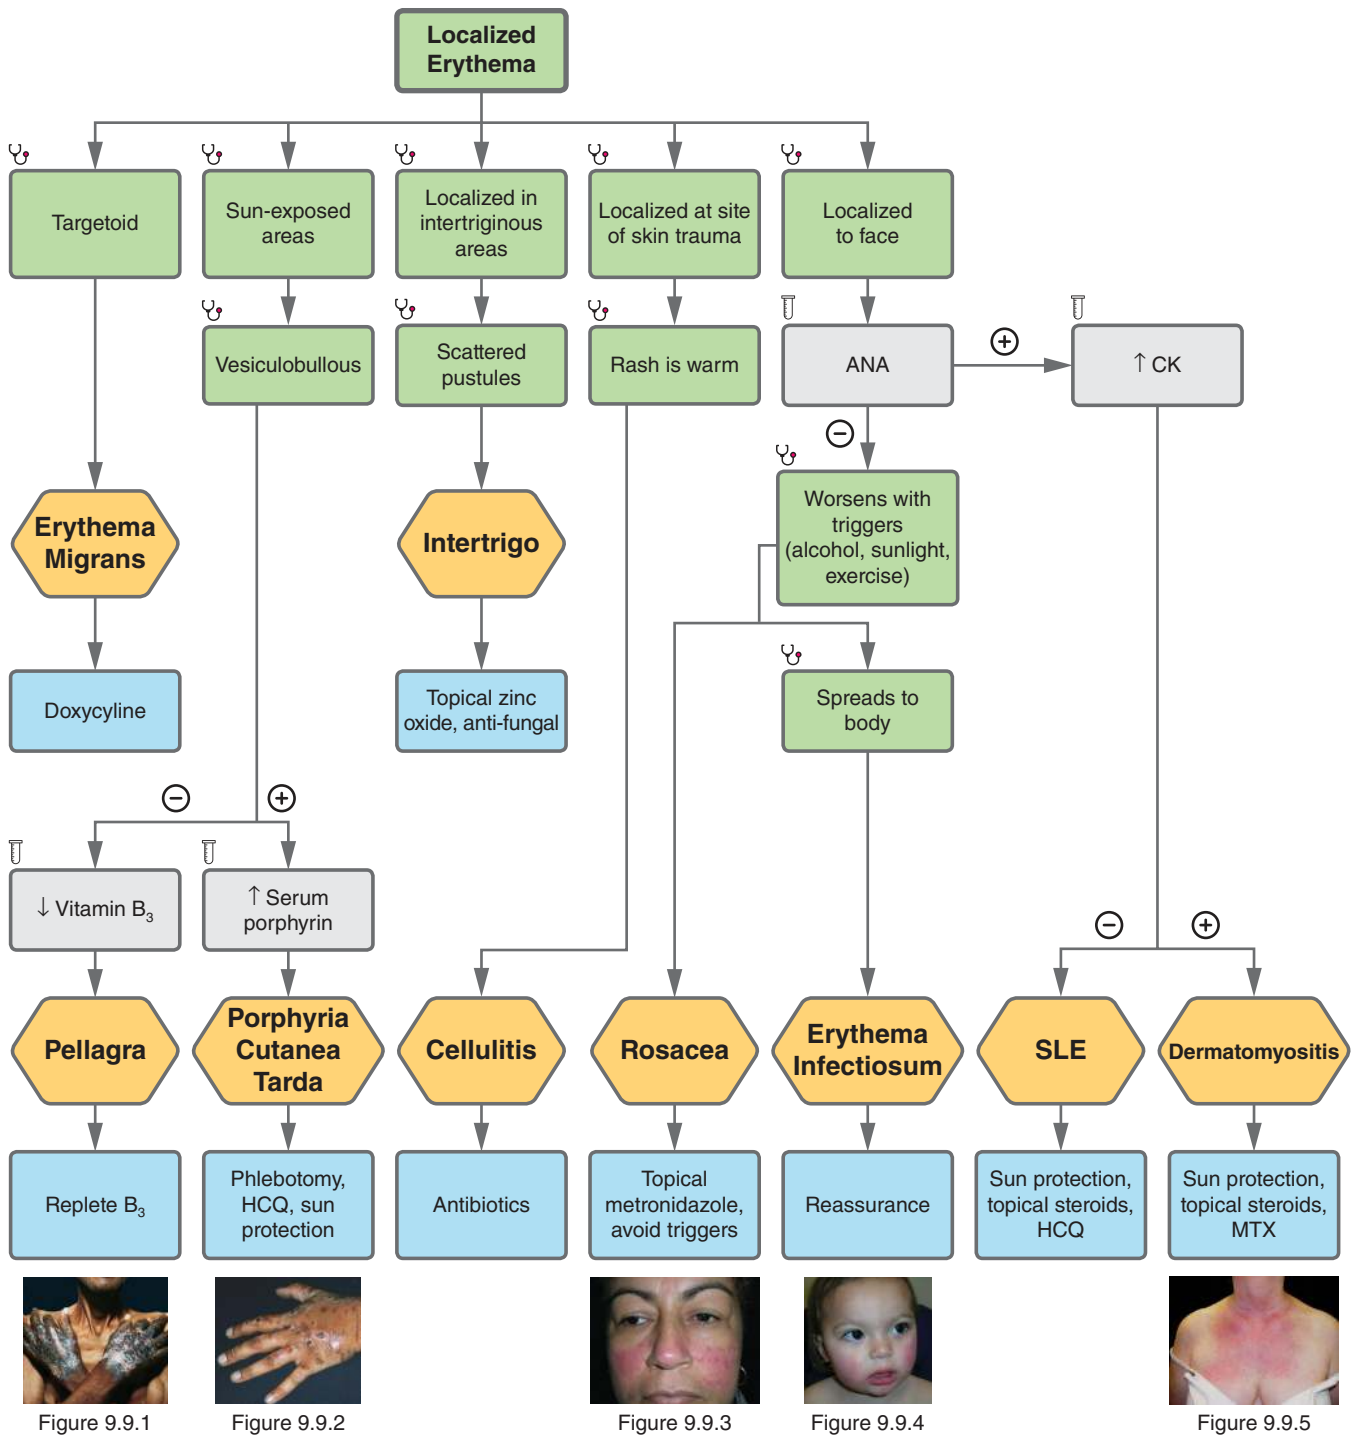 Localized
Erythema
Targetoid
Sun-exposed
areas
Localized in
intertriginous
areas
Localized at site
of skin trauma
Localized
to face
Vesiculobullous
Scattered
pustules
Rash is warm
ANA
+
↑ CK
−
Worsens with
triggers
(alcohol, sunlight,
exercise)
Erythema
Migrans
Intertrigo
Doxycyline
Topical zinc
oxide, anti-fungal
Spreads to
body
−
+
↓ Vitamin B₃
↑ Serum
porphyrin
−
+
Pellagra
Porphyria
Cutanea
Tarda
Cellulitis
Rosacea
Erythema
Infectiosum
SLE
Dermatomyositis
Replete B₃
Phlebotomy,
HCQ, sun
protection
Antibiotics
Topical
metronidazole,
avoid triggers
Reassurance
Sun protection,
topical steroids,
HCQ
Sun protection,
topical steroids,
MTX
Figure 9.9.1
Figure 9.9.2
Figure 9.9.3
Figure 9.9.4
Figure 9.9.5